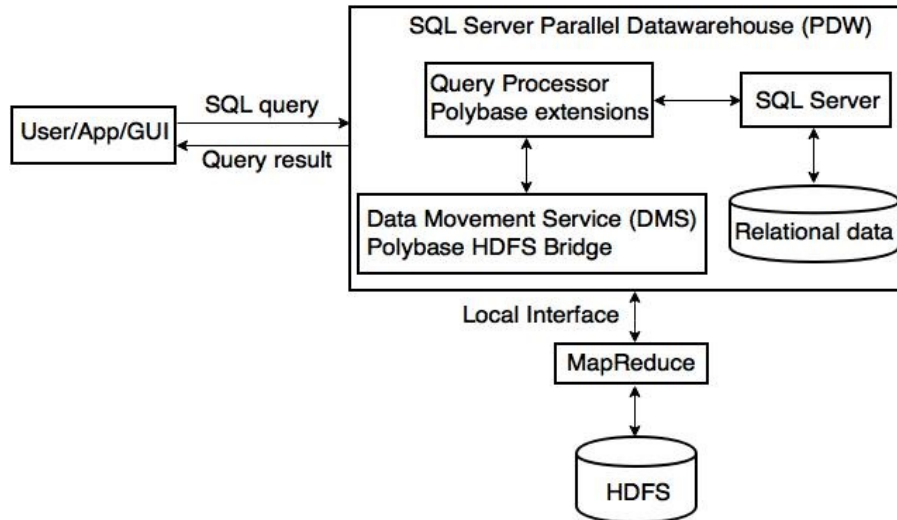 SQL Server Parallel Datawarehouse (PDW)
Query Processor
Polybase extensions
SQL Server
SQL query
User/App/GUI
Query result
Data Movement Service (DMS)
Polybase HDFS Bridge
Relational data
Local Interface
MapReduce
HDFS